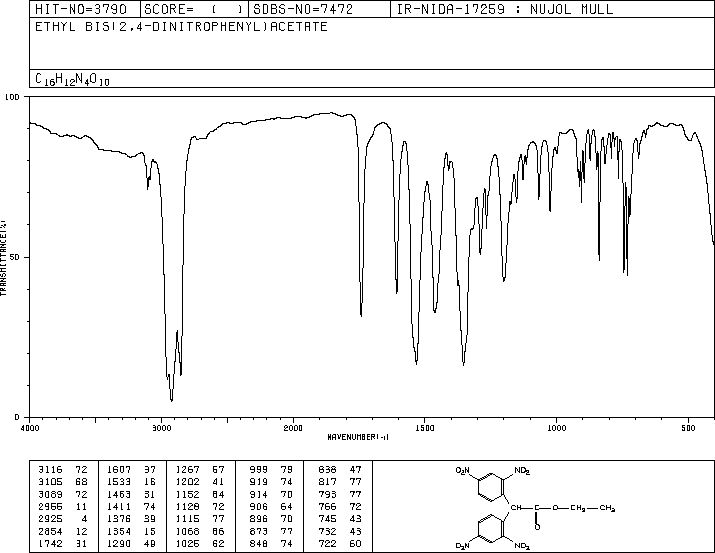 HIT-NO=3790 SCORE= ( ) SDBS-NO=7472 IR-NIDA-17259 : NUJOL MULL
ETHYL BIS(2,4-DINITROPHENYL)ACETATE
C16H12N4O10
100
50
0
TRANSMITTANCE(%)
4000 3000 2000 1500 1000 500
WAVENUMBER(-1)
3116 72 1607 37 1267 57 999 79 838 47
3105 68 1533 16 1202 41 919 74 817 77
3089 72 1463 31 1152 64 914 70 793 77
2955 11 1411 74 1128 72 906 64 766 72
2925 4 1376 39 1115 77 896 70 745 43
2854 12 1354 15 1068 66 873 77 732 43
1742 31 1290 49 1025 62 848 74 722 60
O2N NO2
CH C O CH2 CH3
O
O2N NO2